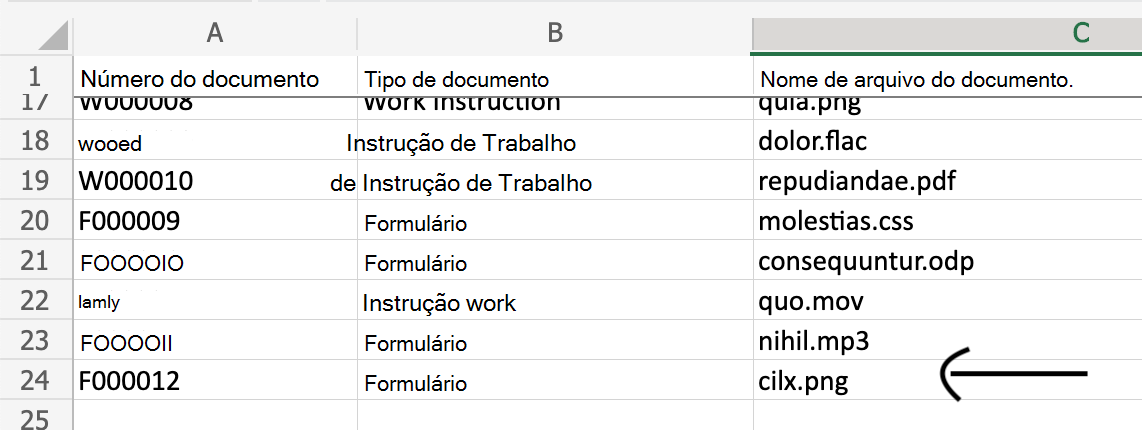 A B C
1 Número do documento Tipo de documento Nome de arquivo do documento.
17 W000008 Work Instruction quia.png
18 wooed Instrução de Trabalho dolor.flac
19 W000010 de Instrução de Trabalho repudiandae.pdf
20 F000009 Formulário molestias.css
21 FOOOOIO Formulário consequuntur.odp
22 lamly Instrução work quo.mov
23 FOOOOII Formulário nihil.mp3
24 F000012 Formulário cilx.png
25